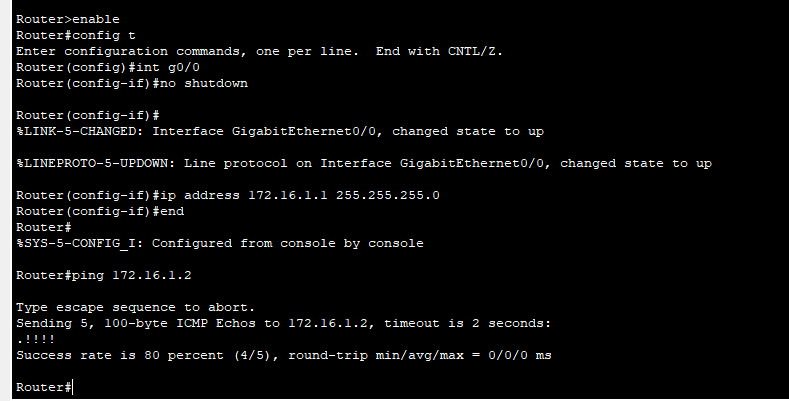 Router>enable
Router#config t
Enter configuration commands, one per line.  End with CNTL/Z.
Router(config)#int g0/0
Router(config-if)#no shutdown
Router(config-if)#
%LINK-5-CHANGED: Interface GigabitEthernet0/0, changed state to up
%LINEPROTO-5-UPDOWN: Line protocol on Interface GigabitEthernet0/0, changed state to up
Router(config-if)#ip address 172.16.1.1 255.255.255.0
Router(config-if)#end
Router#
%SYS-5-CONFIG_I: Configured from console by console
Router#ping 172.16.1.2
Type escape sequence to abort.
Sending 5, 100-byte ICMP Echos to 172.16.1.2, timeout is 2 seconds:
.!!!!
Success rate is 80 percent (4/5), round-trip min/avg/max = 0/0/0 ms
Router#